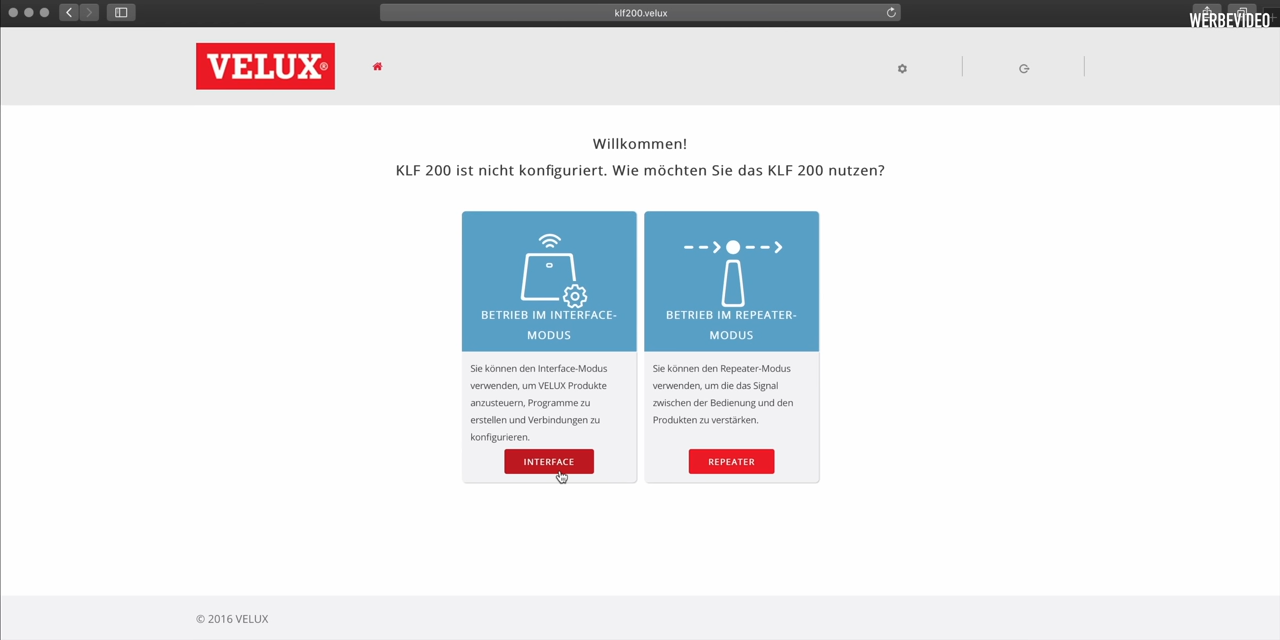 klf200.velux
WERBEVIDEO
VELUX®
Willkommen!
KLF 200 ist nicht konfiguriert. Wie möchten Sie das KLF 200 nutzen?
BETRIEB IM INTERFACE-
MODUS
Sie können den Interface-Modus
verwenden, um VELUX Produkte
anzusteuern, Programme zu
erstellen und Verbindungen zu
konfigurieren.
INTERFACE
BETRIEB IM REPEATER-
MODUS
Sie können den Repeater-Modus
verwenden, um die das Signal
zwischen der Bedienung und den
Produkten zu verstärken.
REPEATER
© 2016 VELUX